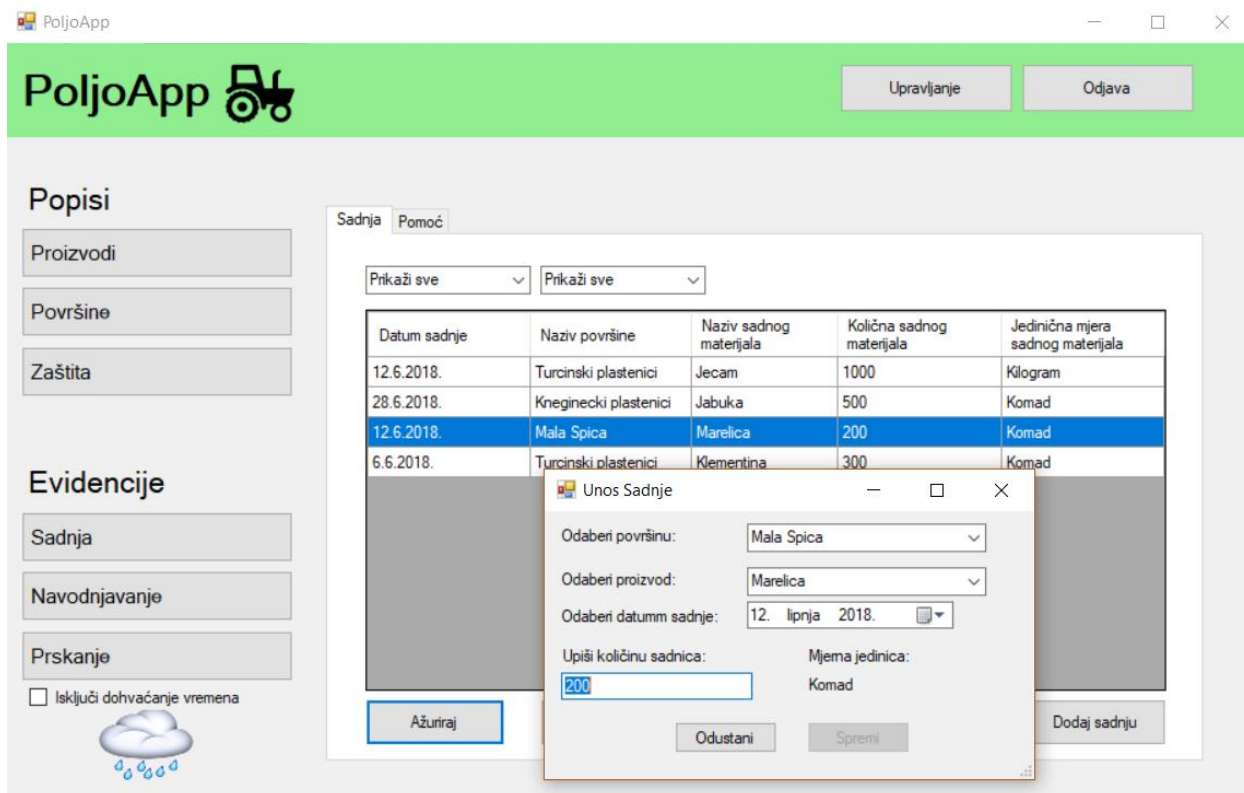 PoljoApp
PoljoApp
Upravljanje
Odjava
Popisi
Proizvodi
Površine
Zaštita
Evidencije
Sadnja
Navodnjavanje
Prskanje
Isključi dohvaćanje vremena
Sadnja Pomoć
Prikaži sve Prikaži sve
Datum sadnje Naziv površine Naziv sadnog materijala Količna sadnog materijala Jedinična mjera sadnog materijala
12.6.2018. Turcinski plastenici Jecam 1000 Kilogram
28.6.2018. Kneginecki plastenici Jabuka 500 Komad
12.6.2018. Mala Spica Marelica 200 Komad
6.6.2018. Turcinski plastenici Klementina 300 Komad
Ažuriraj
Dodaj sadnju
Unos Sadnje
Odaberi površinu: Mala Spica
Odaberi proizvod: Marelica
Odaberi datumm sadnje: 12. lipnja 2018.
Upiši količinu sadnica: Mjerna jedinica:
200 Komad
Odustani Spremi